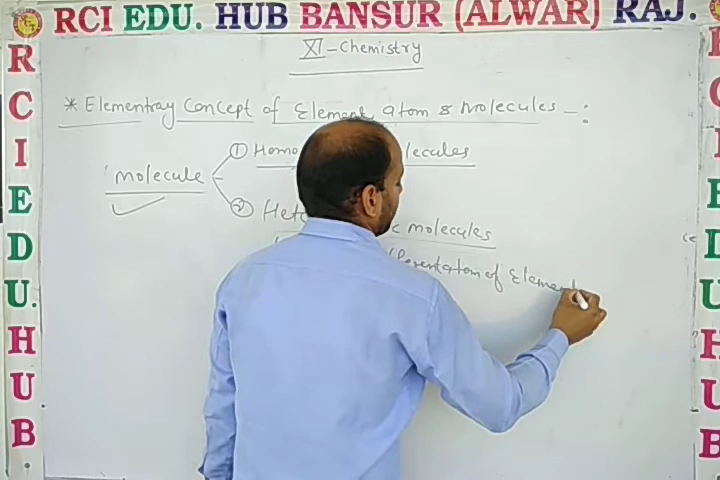 RCI EDU. HUB BANSUR (ALWAR) RAJ.
XI-Chemistry
* Elementray Concept of Element, atom & Molecules -:
molecule
① Homo lecules
② Het c molecules
of Element
R
C
I
E
D
U.
H
U
B
R
C
I
E
D
U
H
U
B